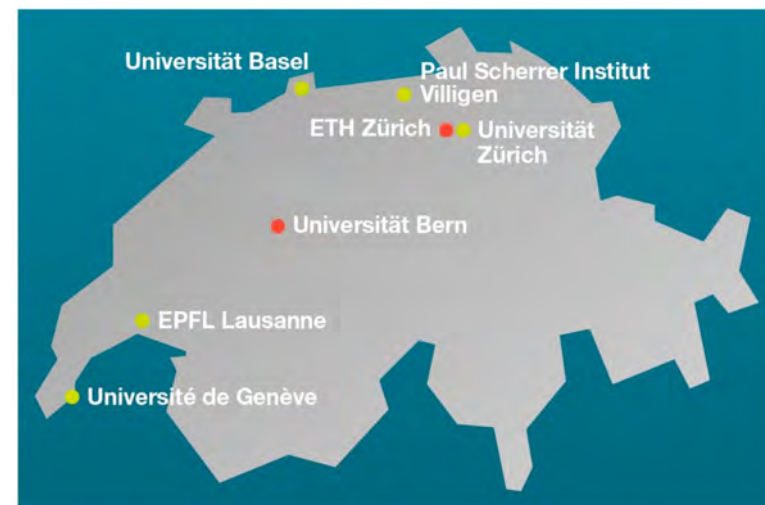 Universität Basel
Paul Scherrer Institut
Villigen
ETH Zürich
Universität
Zürich
Universität Bern
EPFL Lausanne
Université de Genève